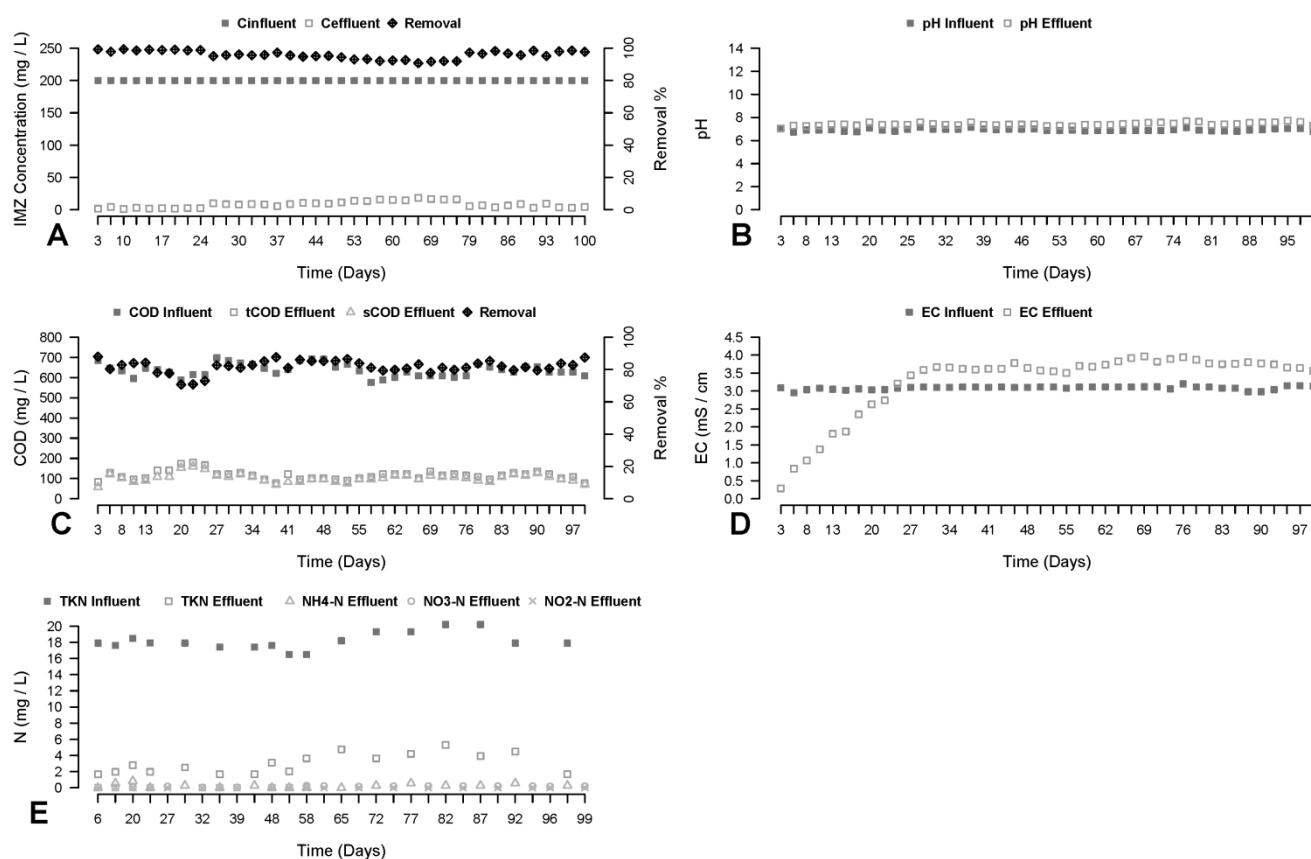 Cinfluent Ceffluent Removal
250
200
150
100
50
0
IMZ Concentration (mg / L)
100
80
60
40
20
0
Removal %
3 10 17 24 30 37 44 53 62 69 79 86 93 100
Time (Days)
A
pH Influent pH Effluent
14
12
10
8
6
4
2
0
pH
3 8 13 20 25 32 39 46 53 60 67 74 81 88 95
Time (Days)
B
COD Influent tCOD Effluent sCOD Effluent Removal
800
700
600
500
400
300
200
100
0
COD (mg / L)
100
80
60
40
20
0
Removal %
3 8 13 20 27 34 41 48 55 62 69 76 83 90 97
Time (Days)
C
EC Influent EC Effluent
4.5
4.0
3.5
3.0
2.5
2.0
1.5
1.0
0.5
0.0
EC (mS / cm
3 8 13 20 27 34 41 48 55 62 69 76 83 90 97
Time (Days)
D
TKN Influent TKN Effluent NH4-N Effluent NO3-N Effluent NO2-N Effluent
20
18
16
14
12
10
8
6
4
2
0
N (mg / L)
6 20 27 32 39 48 58 65 72 77 82 87 92 96 99
Time (Days)
E